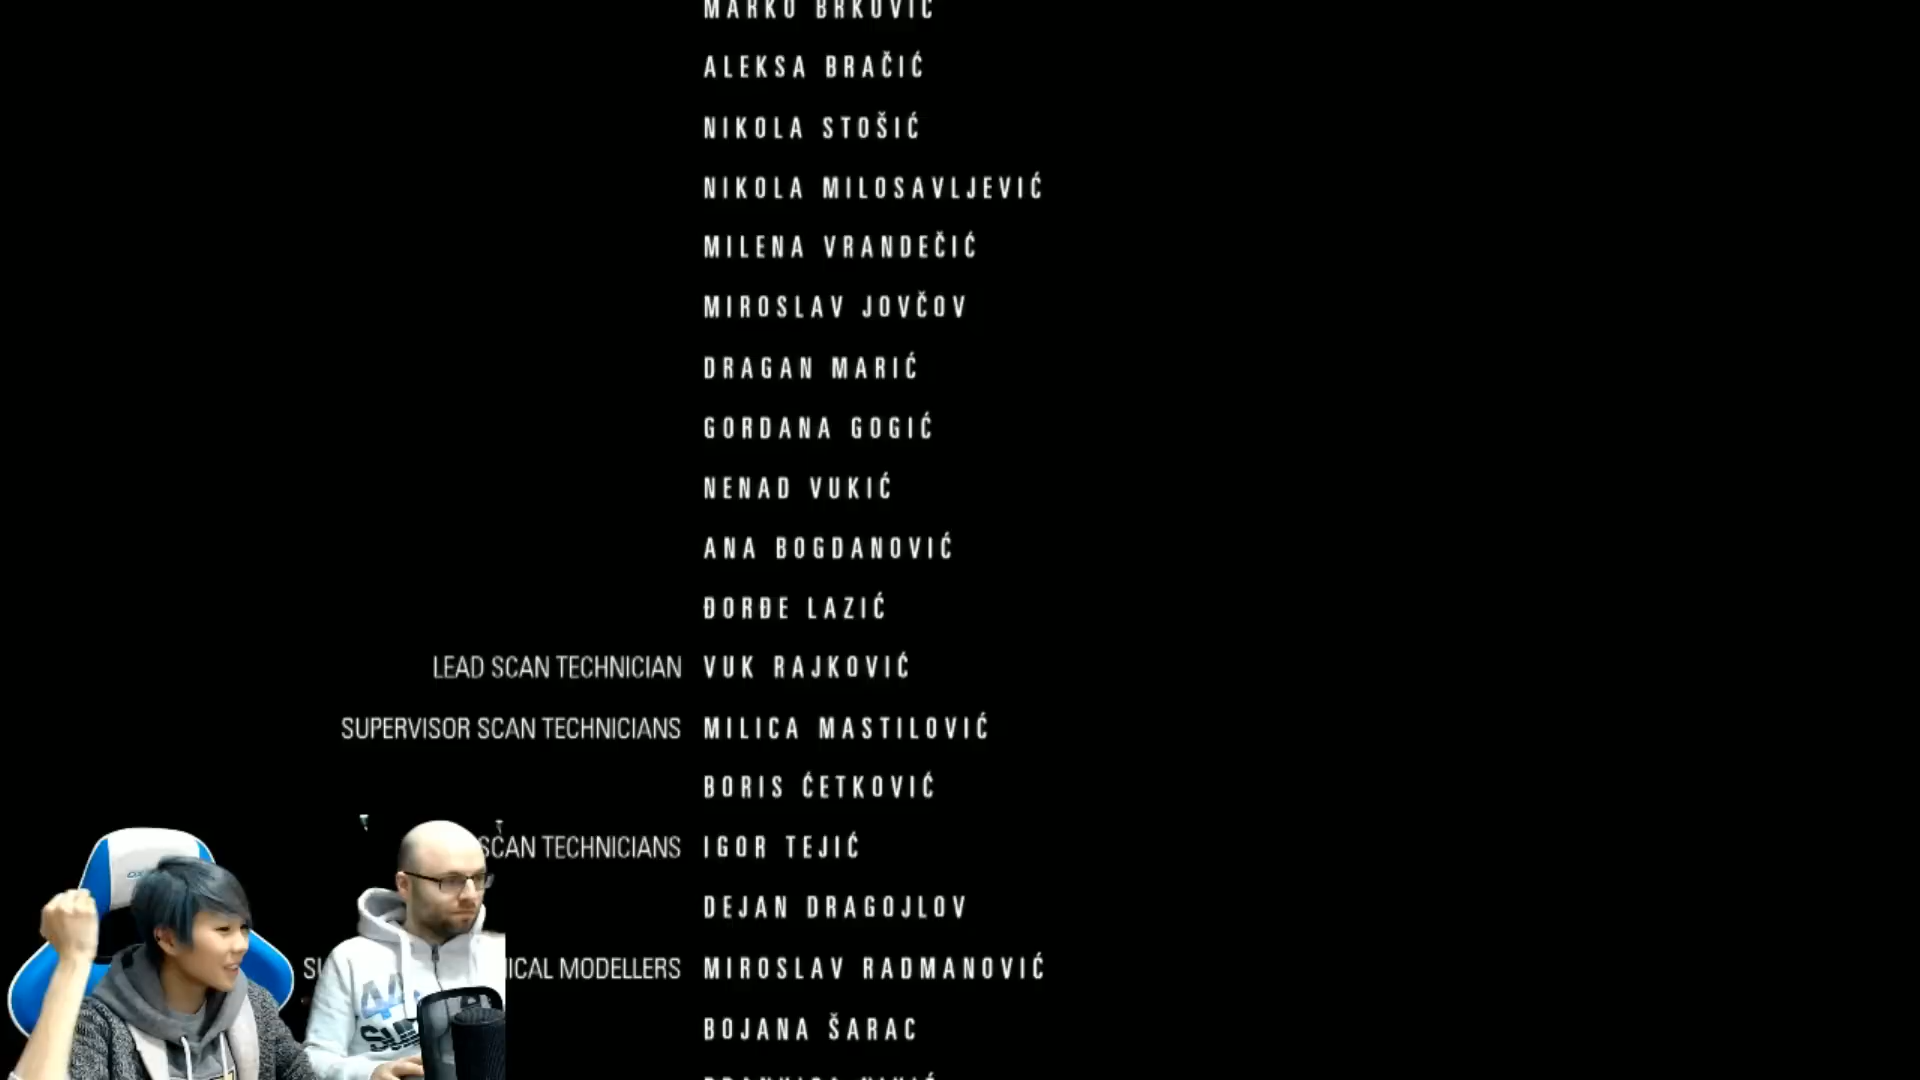 MARKO BRKOVIĆ
ALEKSA BRAČIĆ
NIKOLA STOŠIĆ
NIKOLA MILOSAVLJEVIĆ
MILENA VRANDEČIĆ
MIROSLAV JOVČOV
DRAGAN MARIĆ
GORDANA GOGIĆ
NENAD VUKIĆ
ANA BOGDANOVIĆ
ĐORĐE LAZIĆ
LEAD SCAN TECHNICIAN VUK RAJKOVIĆ
SUPERVISOR SCAN TECHNICIANS MILICA MASTILOVIĆ
BORIS ĆETKOVIĆ
SCAN TECHNICIANS IGOR TEJIĆ
DEJAN DRAGOJLOV
MODELLERS MIROSLAV RADMANOVIĆ
BOJANA ŠARAC